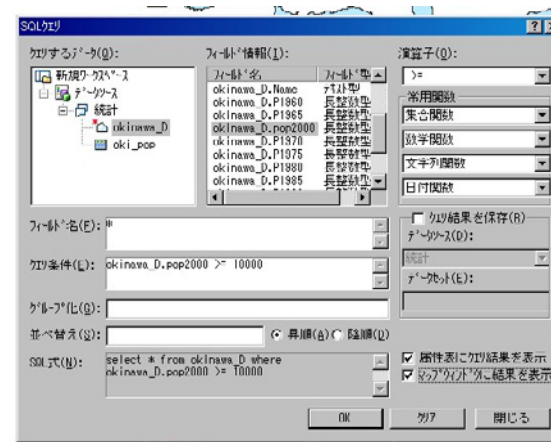 SQLクエリ
クエリするデータ(Q):
新規ワークスペース
データソース
統計
okinawa_D
oki_pop
フィールド情報(I):
フィールド名 フィールド型
okinawa_D.Name テキスト型
okinawa_D.P1960 長整数型
okinawa_D.P1965 長整数型
okinawa_D.pop2000 長整数型
okinawa_D.P1970 長整数型
okinawa_D.P1975 長整数型
okinawa_D.P1980 長整数型
okinawa_D.P1985 長整数型
演算子(O):
>=
常用関数
集合関数
数学関数
文字列関数
日付関数
フィールド名(F): *
クエリ条件(L): okinawa_D.pop2000 >= 10000
グループ化(G):
並べ替え(S):
昇順(A) 降順(D)
SQL式(N): select * from okinawa_D where
okinawa_D.pop2000 >= 10000
クエリ結果を保存(R)
データソース(D):
統計
データセット(E):
属性表にクエリ結果を表示
マップウィンドウに結果を表示
OK クリア 閉じる